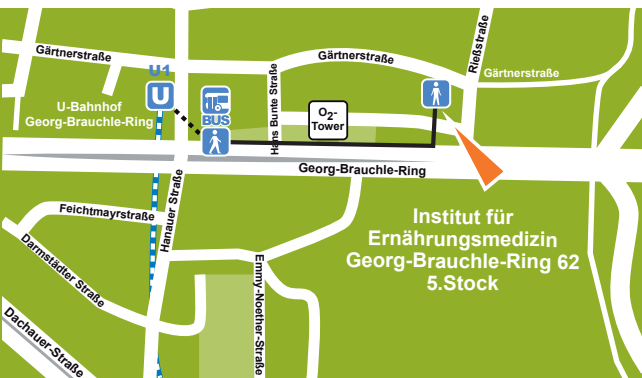 Gärtnerstraße
Gärtnerstraße
Rießstraße
Gärtnerstraße
U1
U
U-Bahnhof
Georg-Brauchle-Ring
BUS
Hans Bunte Straße
O2-
Tower
Georg-Brauchle-Ring
Hanauer Straße
Feichtmayrstraße
Darmstädter Straße
Dachauer-Straße
Emmy-Noether-Straße
Institut für
Ernährungsmedizin
Georg-Brauchle-Ring 62
5.Stock